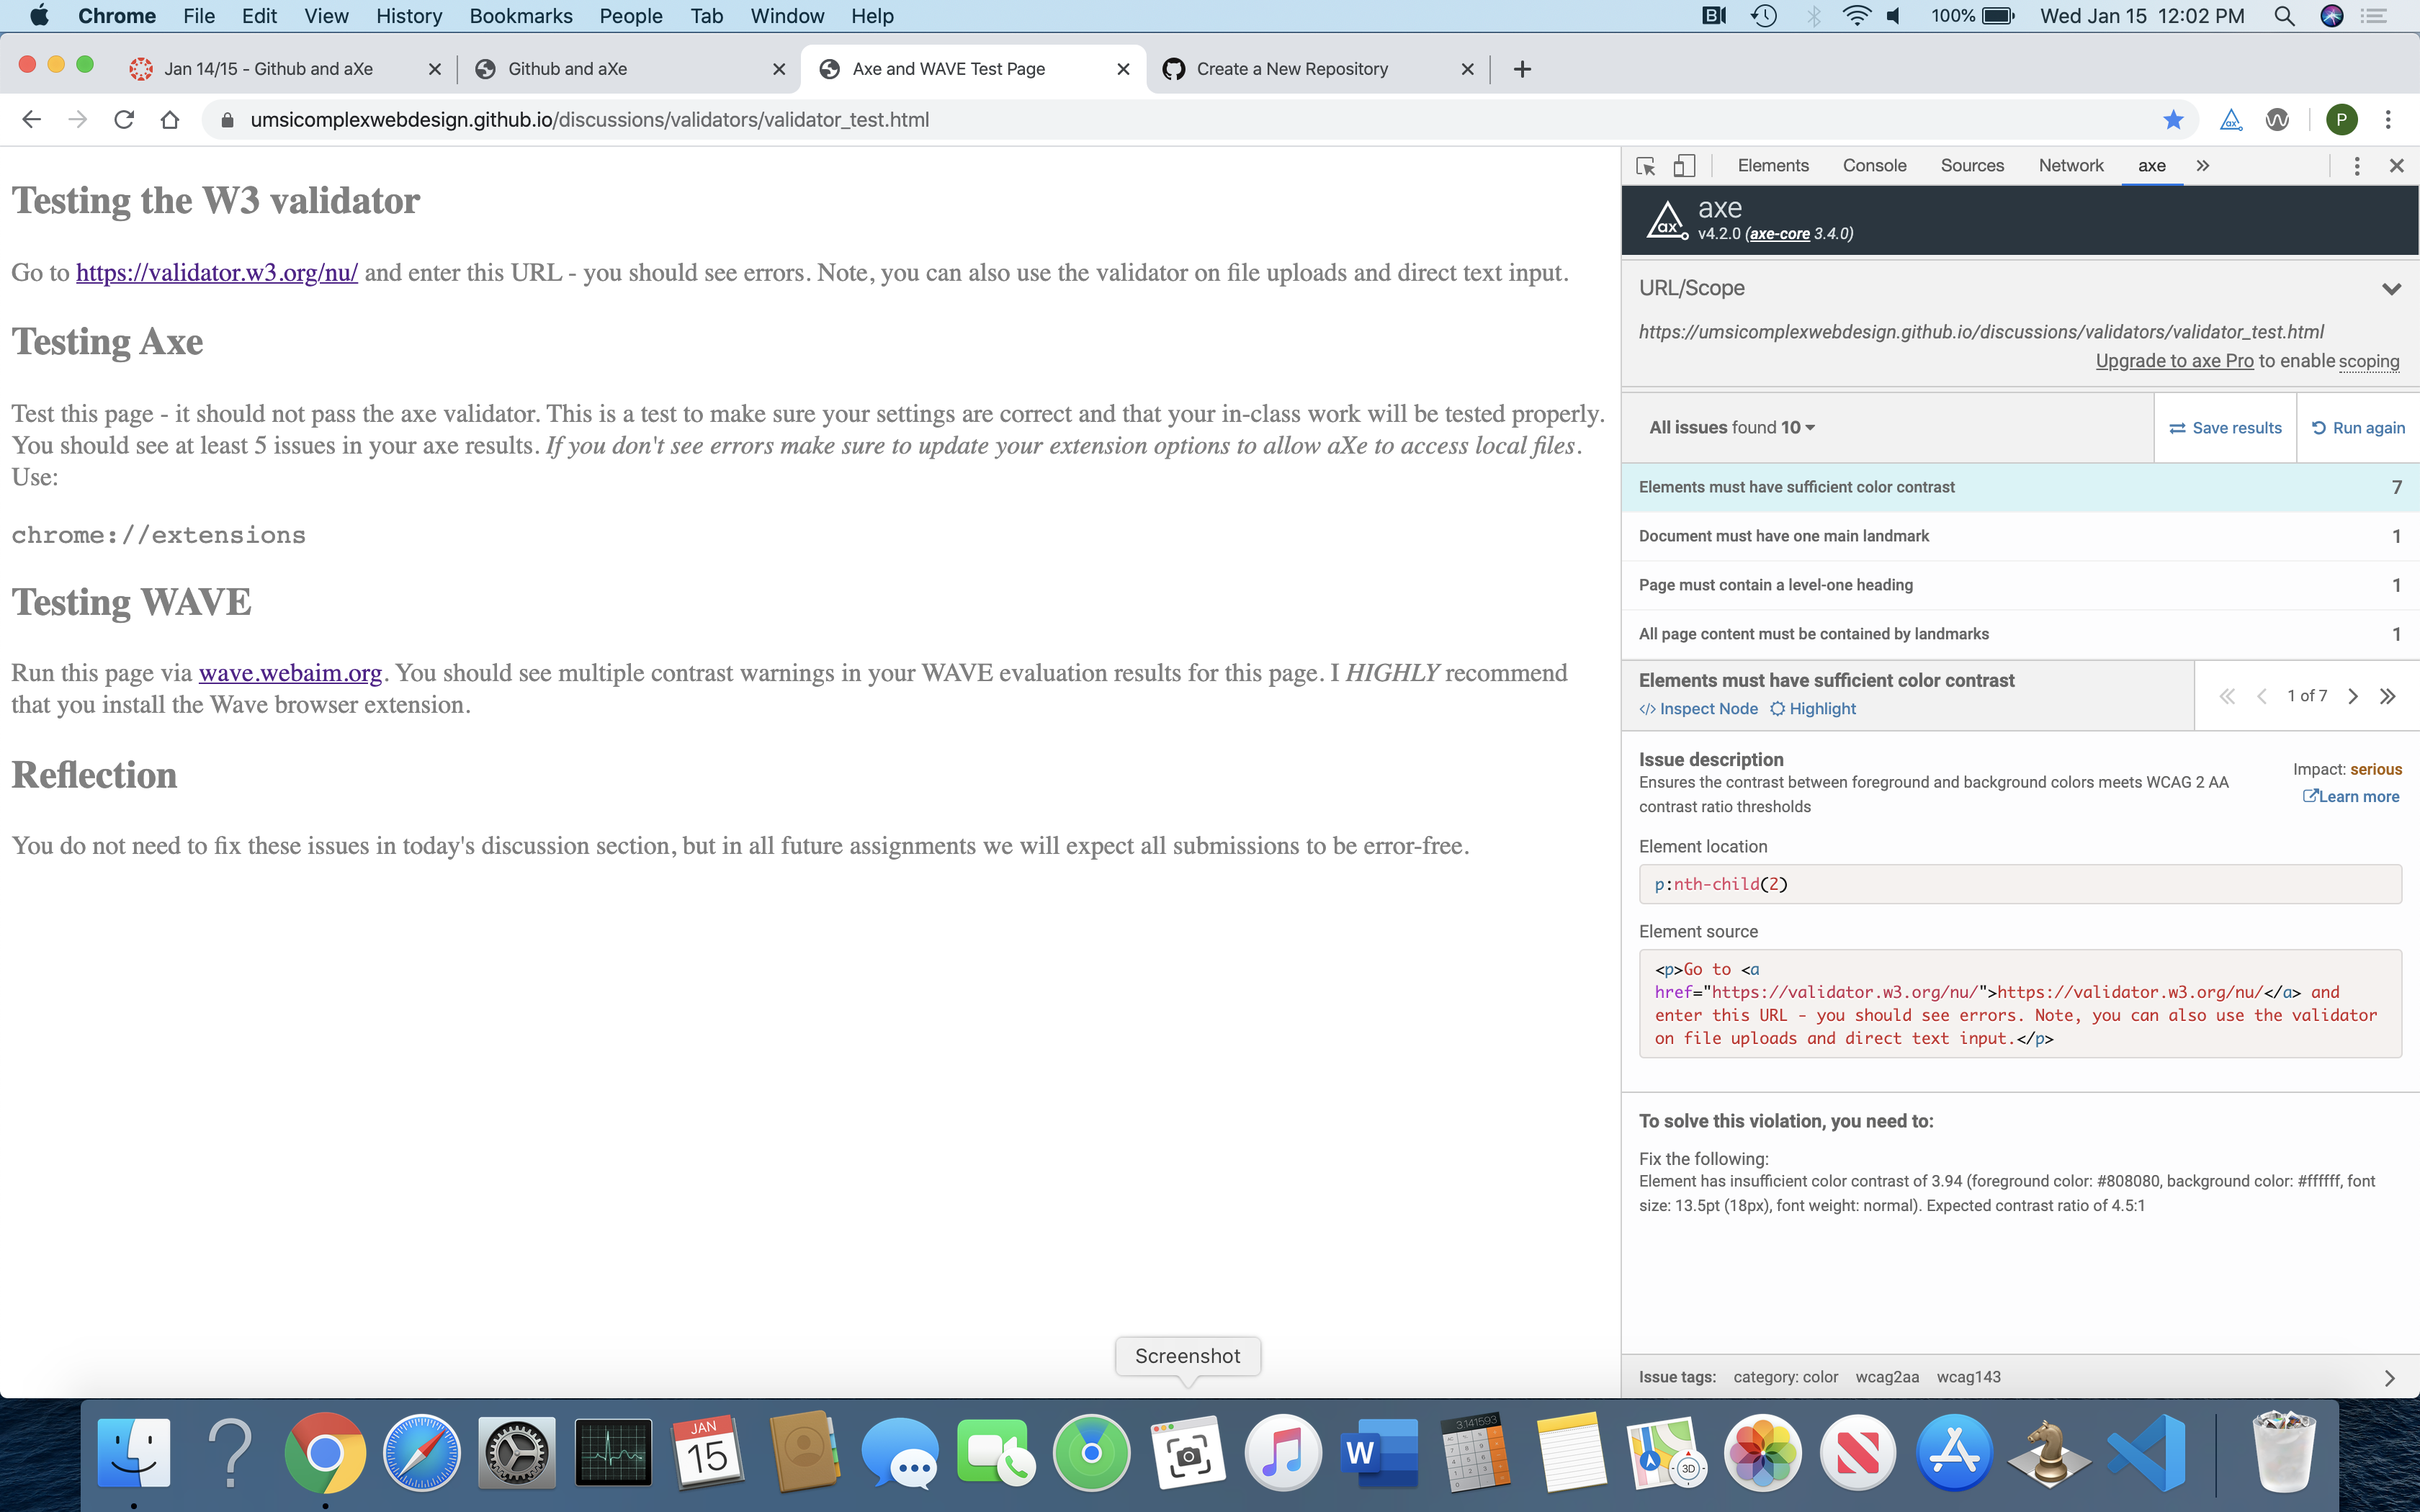 Chrome File Edit View History Bookmarks People Tab Window Help 100% Wed Jan 15 12:02 PM
Jan 14/15 - Github and aXe Github and aXe Axe and WAVE Test Page Create a New Repository
umsicomplexwebdesign.github.io/discussions/validators/validator_test.html P
Testing the W3 validator
Go to https://validator.w3.org/nu/ and enter this URL - you should see errors. Note, you can also use the validator on file uploads and direct text input.
Testing Axe
Test this page - it should not pass the axe validator. This is a test to make sure your settings are correct and that your in-class work will be tested properly.
You should see at least 5 issues in your axe results. If you don't see errors make sure to update your extension options to allow aXe to access local files.
Use:
chrome://extensions
Testing WAVE
Run this page via wave.webaim.org. You should see multiple contrast warnings in your WAVE evaluation results for this page. I HIGHLY recommend
that you install the Wave browser extension.
Reflection
You do not need to fix these issues in today's discussion section, but in all future assignments we will expect all submissions to be error-free.
Elements Console Sources Network axe
axe
v4.2.0 (axe-core 3.4.0)
URL/Scope
https://umsicomplexwebdesign.github.io/discussions/validators/validator_test.html
Upgrade to axe Pro to enable scoping
All issues found 10 Save results Run again
Elements must have sufficient color contrast 7
Document must have one main landmark 1
Page must contain a level-one heading 1
All page content must be contained by landmarks 1
Elements must have sufficient color contrast
</> Inspect Node Highlight 1 of 7
Issue description
Impact: serious
Ensures the contrast between foreground and background colors meets WCAG 2 AA
contrast ratio thresholds
Learn more
Element location
p:nth-child(2)
Element source
<p>Go to <a
href="https://validator.w3.org/nu/">https://validator.w3.org/nu/</a> and
enter this URL - you should see errors. Note, you can also use the validator
on file uploads and direct text input.</p>
To solve this violation, you need to:
Fix the following:
Element has insufficient color contrast of 3.94 (foreground color: #808080, background color: #ffffff, font
size: 13.5pt (18px), font weight: normal). Expected contrast ratio of 4.5:1
Issue tags: category: color wcag2aa wcag143
Screenshot
JAN
15
W
3.141593
3D